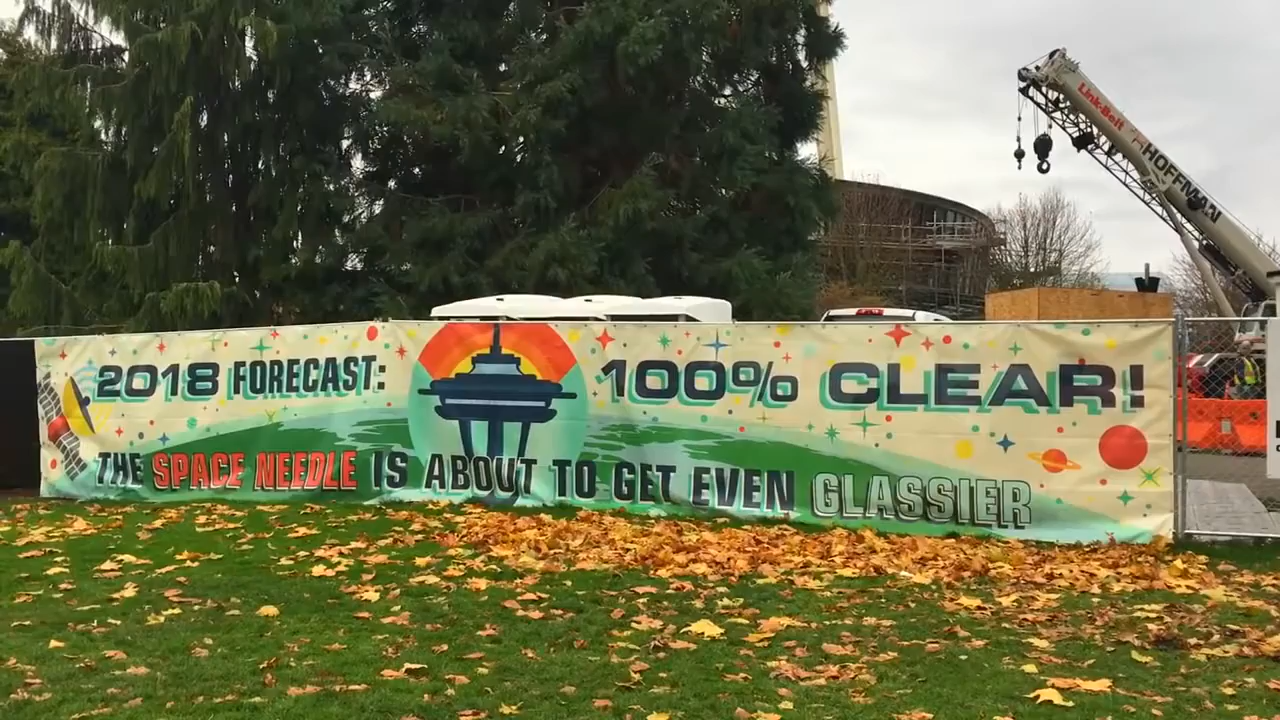 2018 FORECAST: 100% CLEAR!
THE SPACE NEEDLE IS ABOUT TO GET EVEN GLASSIER
Link-Belt
HOFFMAN